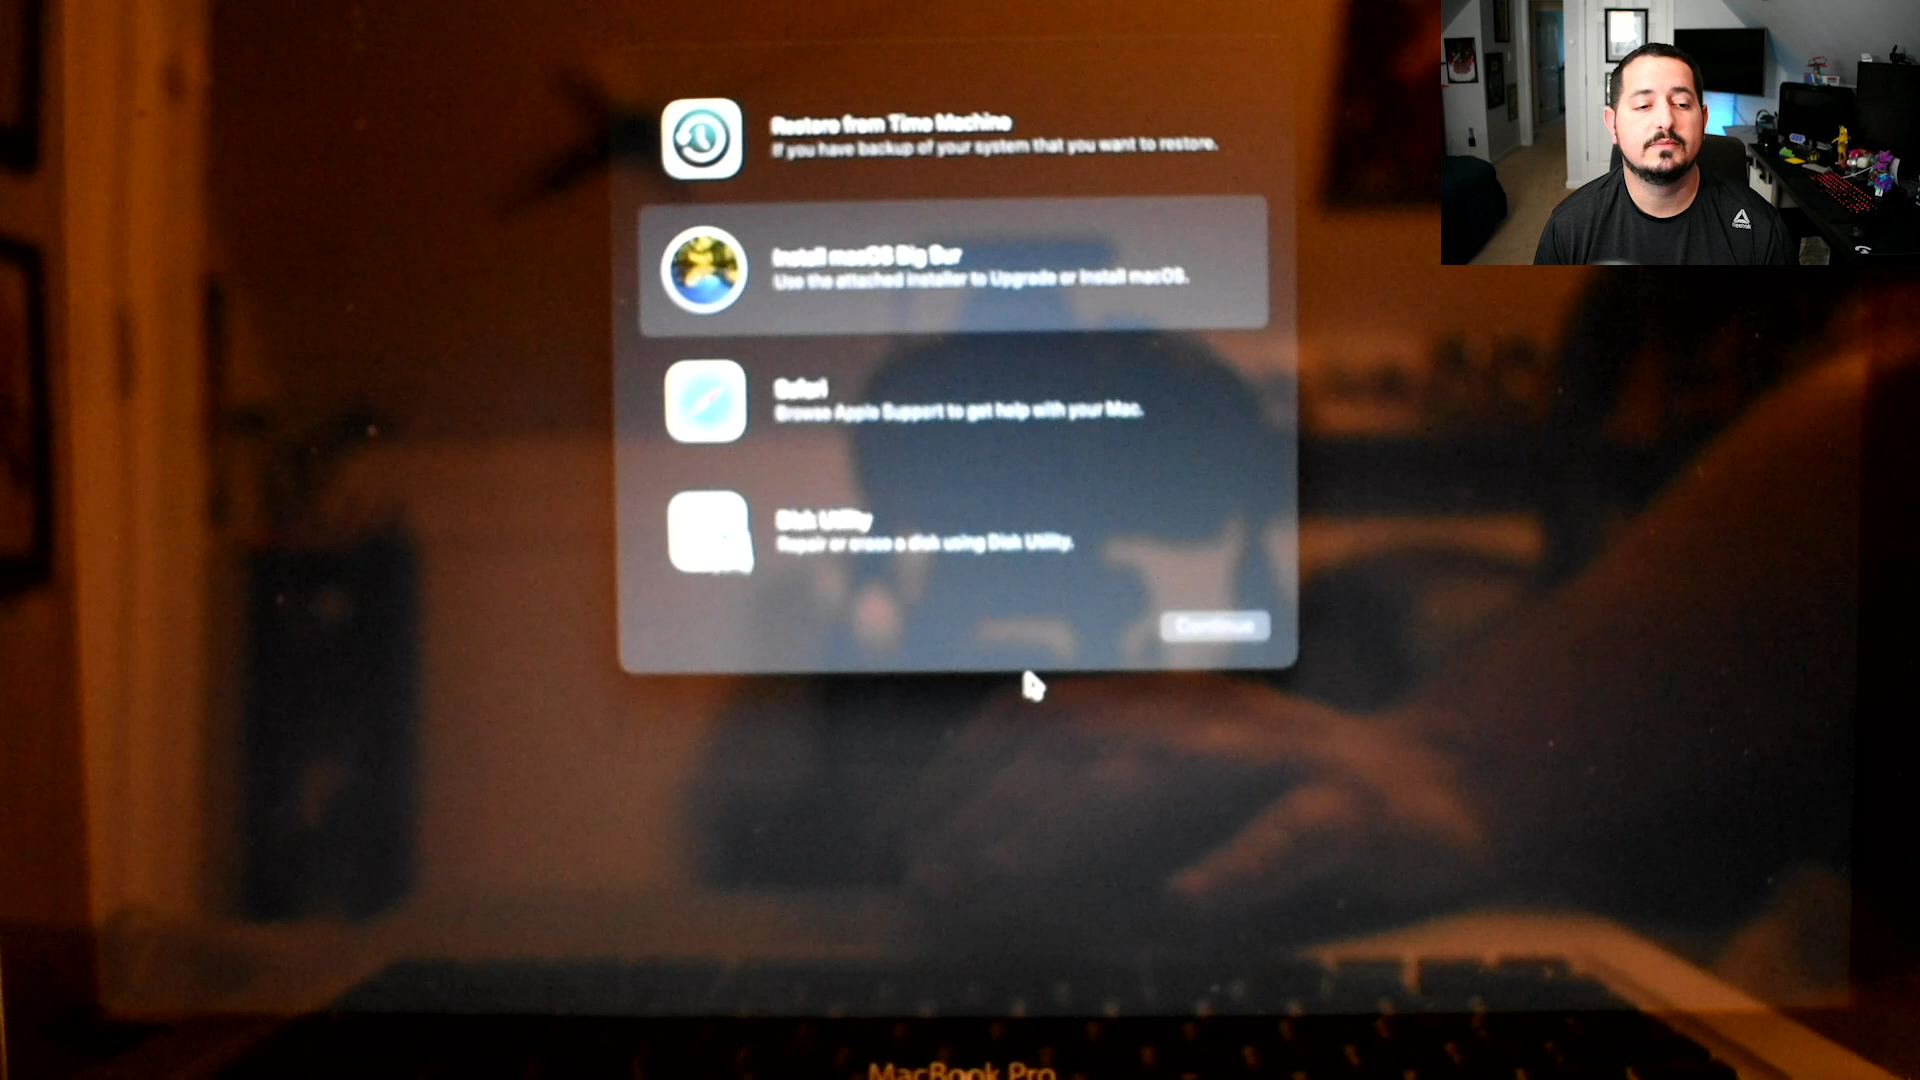 Restore from Time Machine
If you have backup of your system that you want to restore.
Install macOS Big Sur
Use the attached installer to Upgrade or Install macOS.
Safari
Browse Apple Support to get help with your Mac.
Disk Utility
Repair or erase a disk using Disk Utility.
Continue
MacBook Pro
Reebok